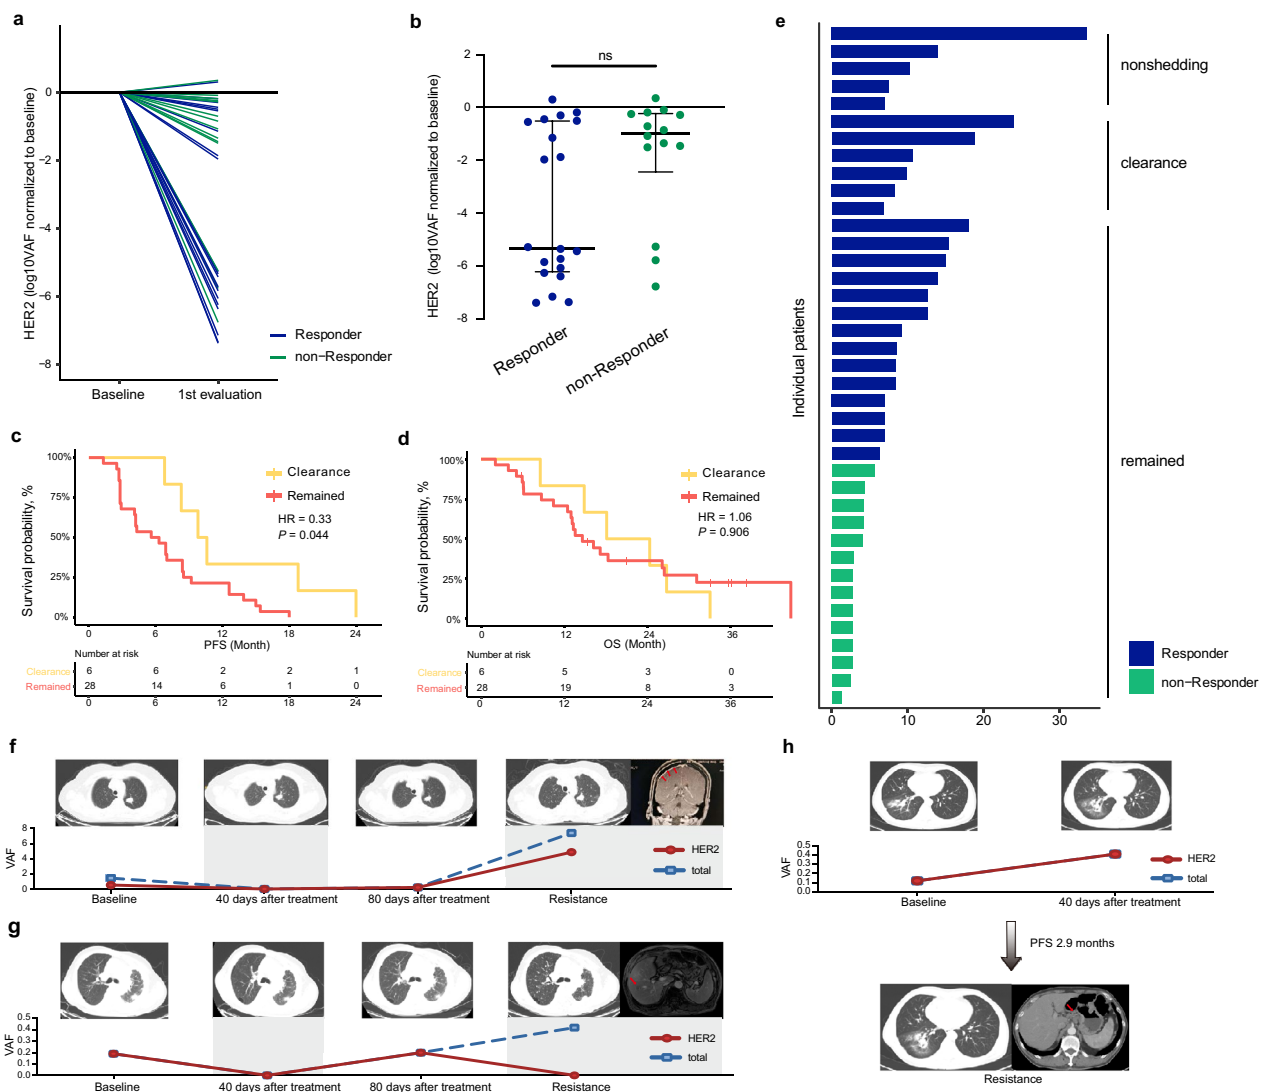 a
HER2 (log10VAF normalized to baseline)
0
−2
−4
−6
−8
Baseline
1st evaluation
Responder
non−Responder
b
HER2 (log10VAF normalized to baseline)
2
0
-2
-4
-6
-8
ns
Responder
non-Responder
c
Survival probability, %
100%
75%
50%
25%
0%
Clearance
Remained
HR = 0.33
P = 0.044
0 6 12 18 24
PFS (Month)
Number at risk
Clearance 6 6 2 2 1
Remained 28 14 6 1 0
0 6 12 18 24
d
Survival probability, %
100%
75%
50%
25%
0%
Clearance
Remained
HR = 1.06
P = 0.906
0 12 24 36
OS (Month)
Number at risk
Clearance 6 5 3 0
Remained 28 19 8 3
0 12 24 36
e
Individual patients
nonshedding
clearance
remained
Responder
non−Responder
0 10 20 30
f
VAF
8
6
4
2
0
HER2
total
Baseline
40 days after treatment
80 days after treatment
Resistance
g
VAF
0.5
0.4
0.3
0.2
0.1
0.0
HER2
total
Baseline
40 days after treatment
80 days after treatment
Resistance
h
VAF
0.5
0.4
0.3
0.2
0.1
0.0
HER2
total
Baseline
40 days after treatment
PFS 2.9 months
Resistance